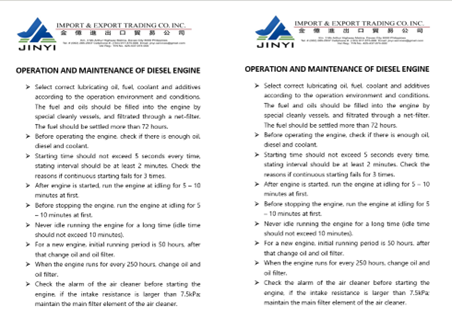 JINYI
IMPORT & EXPORT TRADING CO. INC.
金億進出口貿易公司
OPERATION AND MAINTENANCE OF DIESEL ENGINE
➢ Select correct lubricating oil, fuel, coolant and additives
according to the operation environment and conditions.
The fuel and oils should be filled into the engine by
special cleanly vessels, and filtrated through a net-filter.
The fuel should be settled more than 72 hours.
➢ Before operating the engine, check if there is enough oil,
diesel and coolant.
➢ Starting time should not exceed 5 seconds every time,
stating interval should be at least 2 minutes. Check the
reasons if continuous starting fails for 3 times.
➢ After engine is started, run the engine at idling for 5 – 10
minutes at first.
➢ Before stopping the engine, run the engine at idling for 5
– 10 minutes at first.
➢ Never idle running the engine for a long time (idle time
should not exceed 10 minutes).
➢ For a new engine, initial running period is 50 hours, after
that change oil and oil filter.
➢ When the engine runs for every 250 hours, change oil and
oil filter.
➢ Check the alarm of the air cleaner before starting the
engine, if the intake resistance is larger than 7.5kPa;
maintain the main filter element of the air cleaner.
JINYI
IMPORT & EXPORT TRADING CO. INC.
金億進出口貿易公司
OPERATION AND MAINTENANCE OF DIESEL ENGINE
➢ Select correct lubricating oil, fuel, coolant and additives
according to the operation environment and conditions.
The fuel and oils should be filled into the engine by
special cleanly vessels, and filtrated through a net-filter.
The fuel should be settled more than 72 hours.
➢ Before operating the engine, check if there is enough oil,
diesel and coolant.
➢ Starting time should not exceed 5 seconds every time,
stating interval should be at least 2 minutes. Check the
reasons if continuous starting fails for 3 times.
➢ After engine is started, run the engine at idling for 5 – 10
minutes at first.
➢ Before stopping the engine, run the engine at idling for 5
– 10 minutes at first.
➢ Never idle running the engine for a long time (idle time
should not exceed 10 minutes).
➢ For a new engine, initial running period is 50 hours, after
that change oil and oil filter.
➢ When the engine runs for every 250 hours, change oil and
oil filter.
➢ Check the alarm of the air cleaner before starting the
engine, if the intake resistance is larger than 7.5kPa;
maintain the main filter element of the air cleaner.